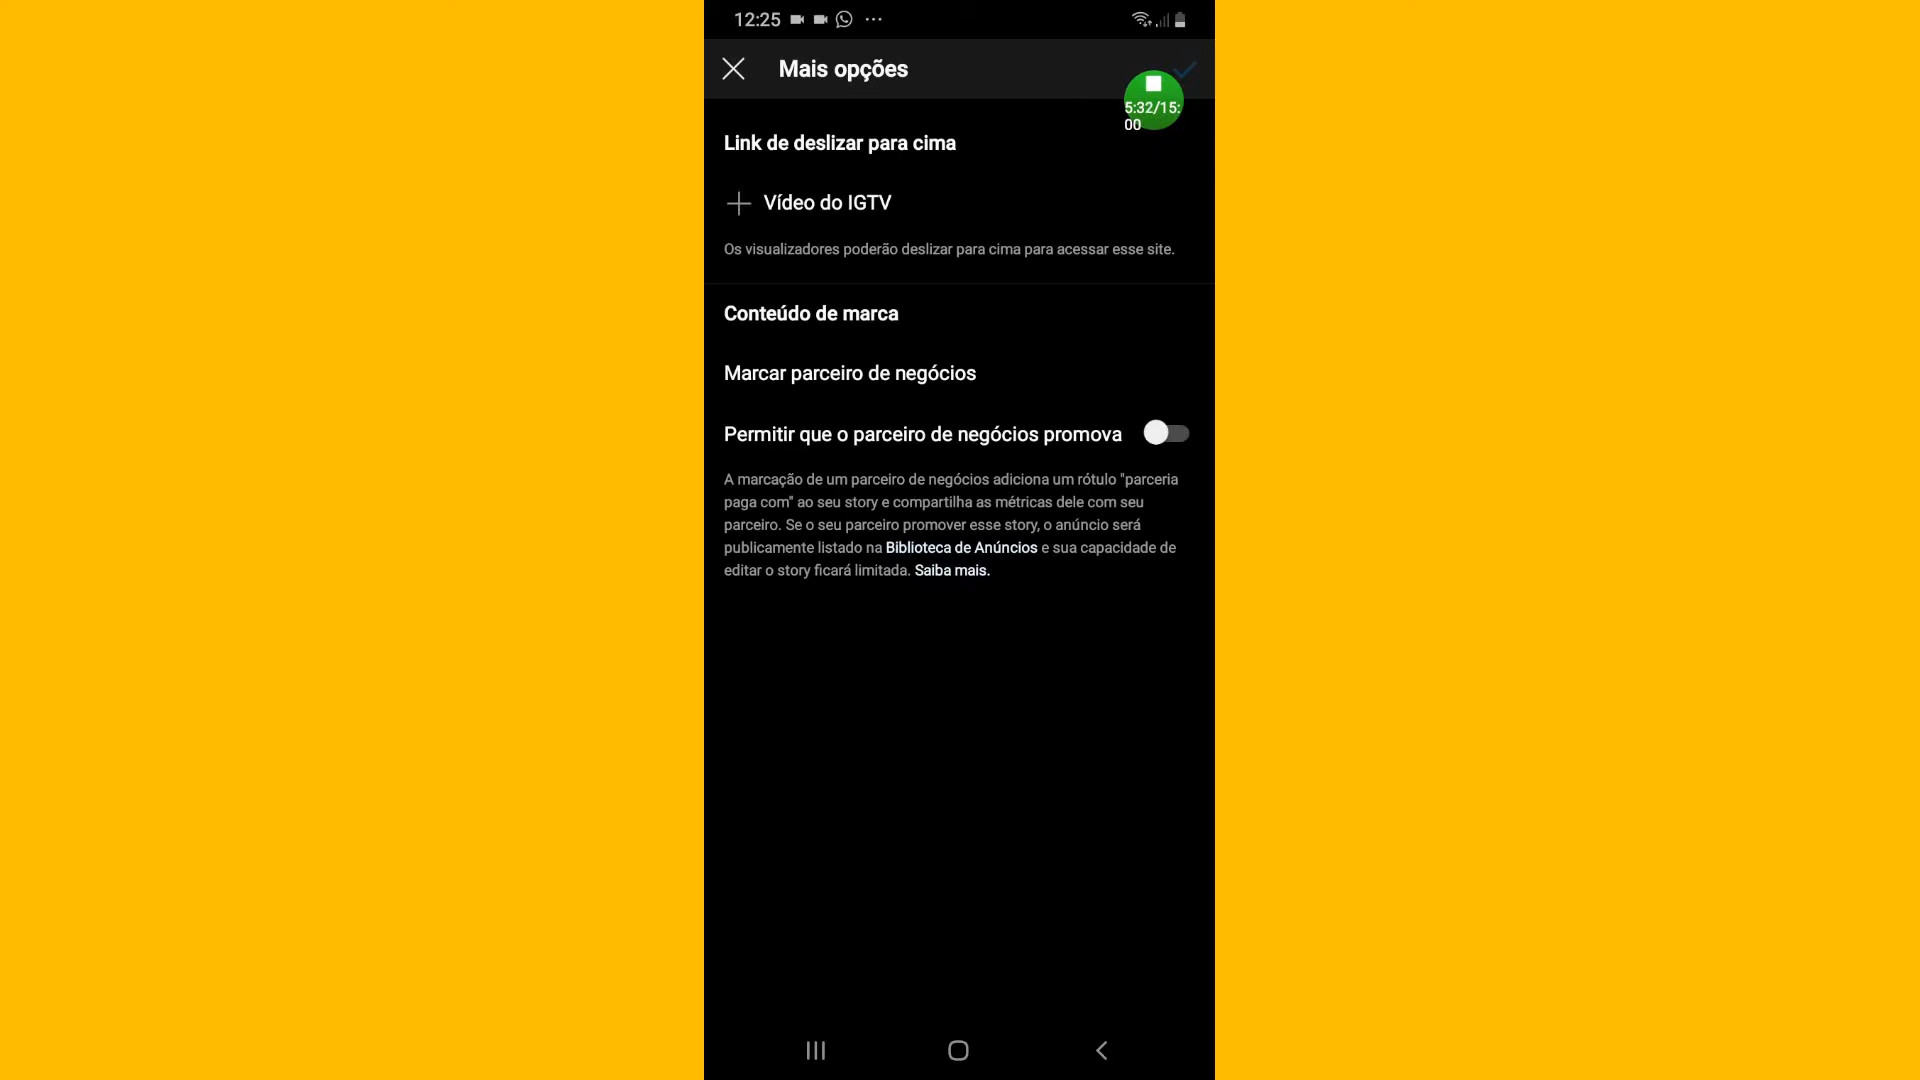 12:25
Mais opções
5:32/15:
00
Link de deslizar para cima
Vídeo do IGTV
Os visualizadores poderão deslizar para cima para acessar esse site.
Conteúdo de marca
Marcar parceiro de negócios
Permitir que o parceiro de negócios promova
A marcação de um parceiro de negócios adiciona um rótulo "parceria
paga com" ao seu story e compartilha as métricas dele com seu
parceiro. Se o seu parceiro promover esse story, o anúncio será
publicamente listado na Biblioteca de Anúncios e sua capacidade de
editar o story ficará limitada. Saiba mais.